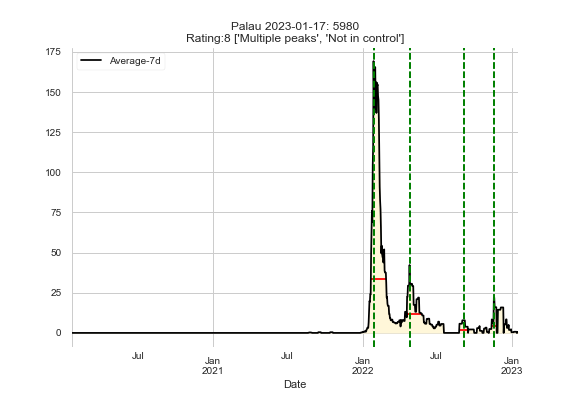 Palau 2023-01-17: 5980
Rating:8 ['Multiple peaks', 'Not in control']
Average-7d
175
150
125
100
75
50
25
0
Jul
Jan
2021
Jul
Jan
2022
Jul
Jan
2023
Date